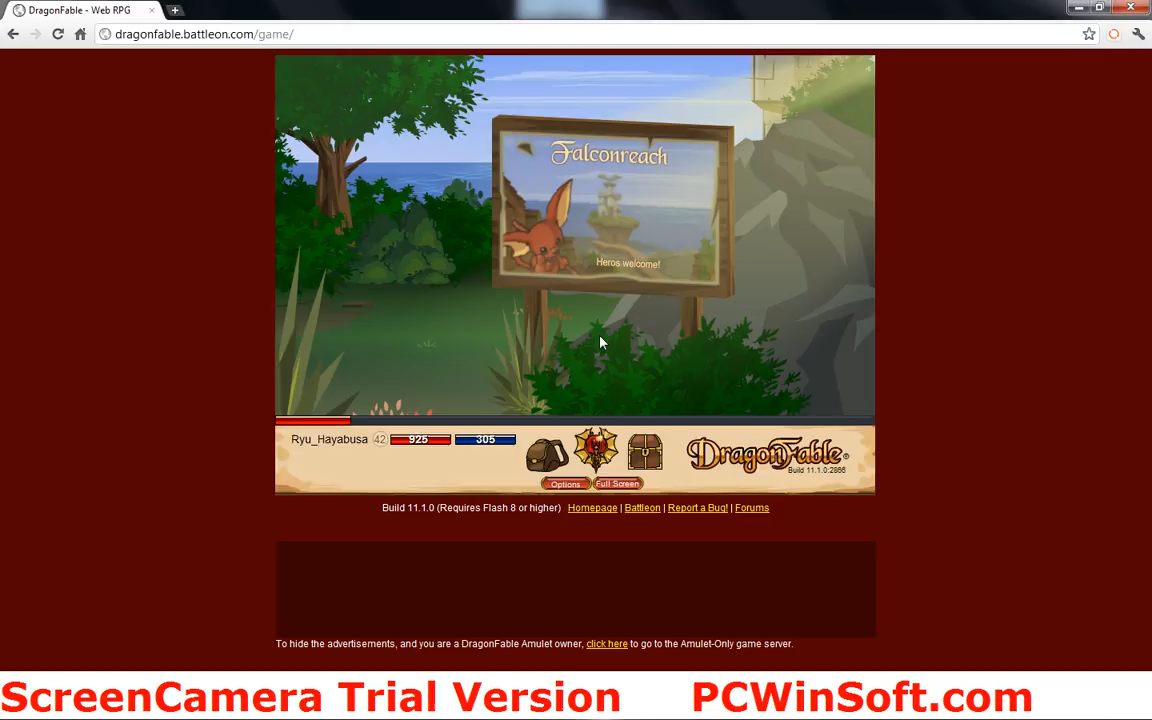 DragonFable - Web RPG
dragonfable.battleon.com/game/
Falconreach
Heros welcome!
Ryu_Hayabusa 42 925 305
DragonFable
Build 11.1.0:2866
Options Full Screen
Build 11.1.0 (Requires Flash 8 or higher) Homepage | Battleon | Report a Bug! | Forums
To hide the advertisements, and you are a DragonFable Amulet owner, click here to go to the Amulet-Only game server.
ScreenCamera Trial Version PCWinSoft.com